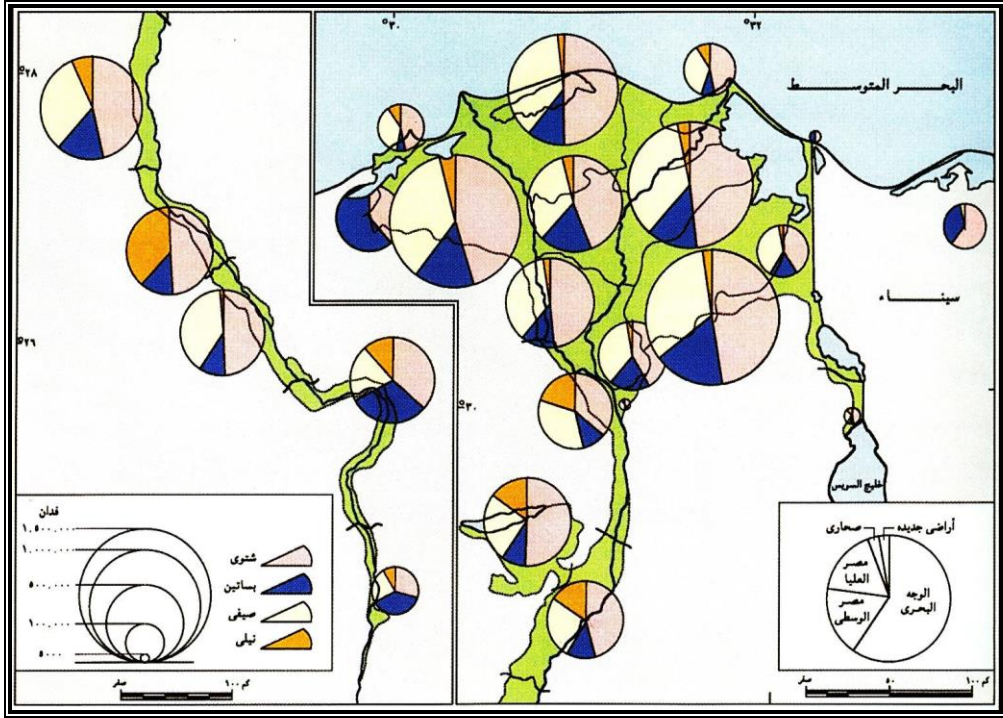 °٣٠
°٣٢
°٢٨
البحر المتوسط
سيناء
°٢٦
°٣٠
خليج السويس
فدان
١,٥٠٠,٠٠٠
١,٠٠٠,٠٠٠
٥٠٠,٠٠٠
١٠٠,٠٠٠
٥٠٠٠
شتوى
بساتين
صيفى
نيلى
صفر
١٠٠ كم
أراضى جديده
صحارى
مصر
العليا
مصر
الوسطى
الوجه
البحرى
صفر
٥٠
١٠٠ كم